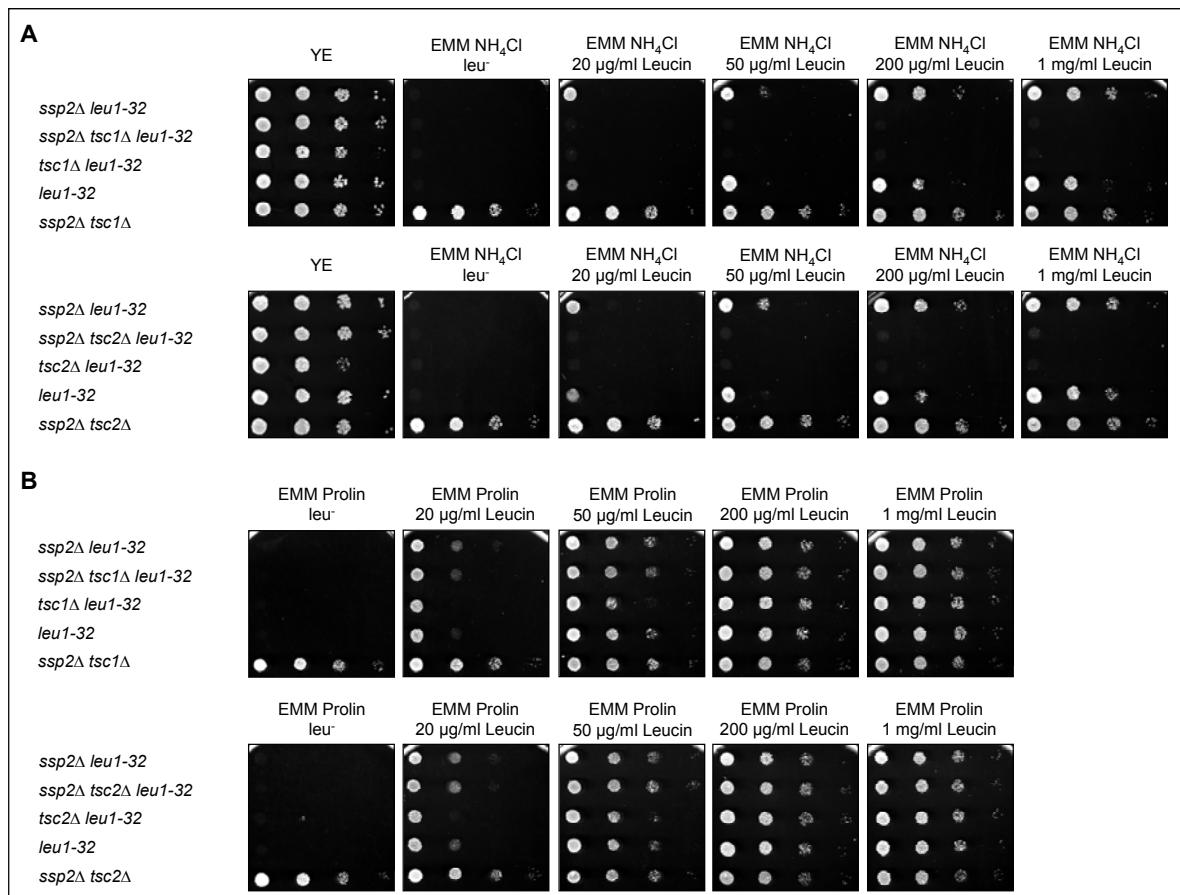 A
YE
EMM NH₄Cl
leu⁻
EMM NH₄Cl
20 µg/ml Leucin
EMM NH₄Cl
50 µg/ml Leucin
EMM NH₄Cl
200 µg/ml Leucin
EMM NH₄Cl
1 mg/ml Leucin
ssp2Δ leu1-32
ssp2Δ tsc1Δ leu1-32
tsc1Δ leu1-32
leu1-32
ssp2Δ tsc1Δ
YE
EMM NH₄Cl
leu⁻
EMM NH₄Cl
20 µg/ml Leucin
EMM NH₄Cl
50 µg/ml Leucin
EMM NH₄Cl
200 µg/ml Leucin
EMM NH₄Cl
1 mg/ml Leucin
ssp2Δ leu1-32
ssp2Δ tsc2Δ leu1-32
tsc2Δ leu1-32
leu1-32
ssp2Δ tsc2Δ
B
EMM Prolin
leu⁻
EMM Prolin
20 µg/ml Leucin
EMM Prolin
50 µg/ml Leucin
EMM Prolin
200 µg/ml Leucin
EMM Prolin
1 mg/ml Leucin
ssp2Δ leu1-32
ssp2Δ tsc1Δ leu1-32
tsc1Δ leu1-32
leu1-32
ssp2Δ tsc1Δ
EMM Prolin
leu⁻
EMM Prolin
20 µg/ml Leucin
EMM Prolin
50 µg/ml Leucin
EMM Prolin
200 µg/ml Leucin
EMM Prolin
1 mg/ml Leucin
ssp2Δ leu1-32
ssp2Δ tsc2Δ leu1-32
tsc2Δ leu1-32
leu1-32
ssp2Δ tsc2Δ